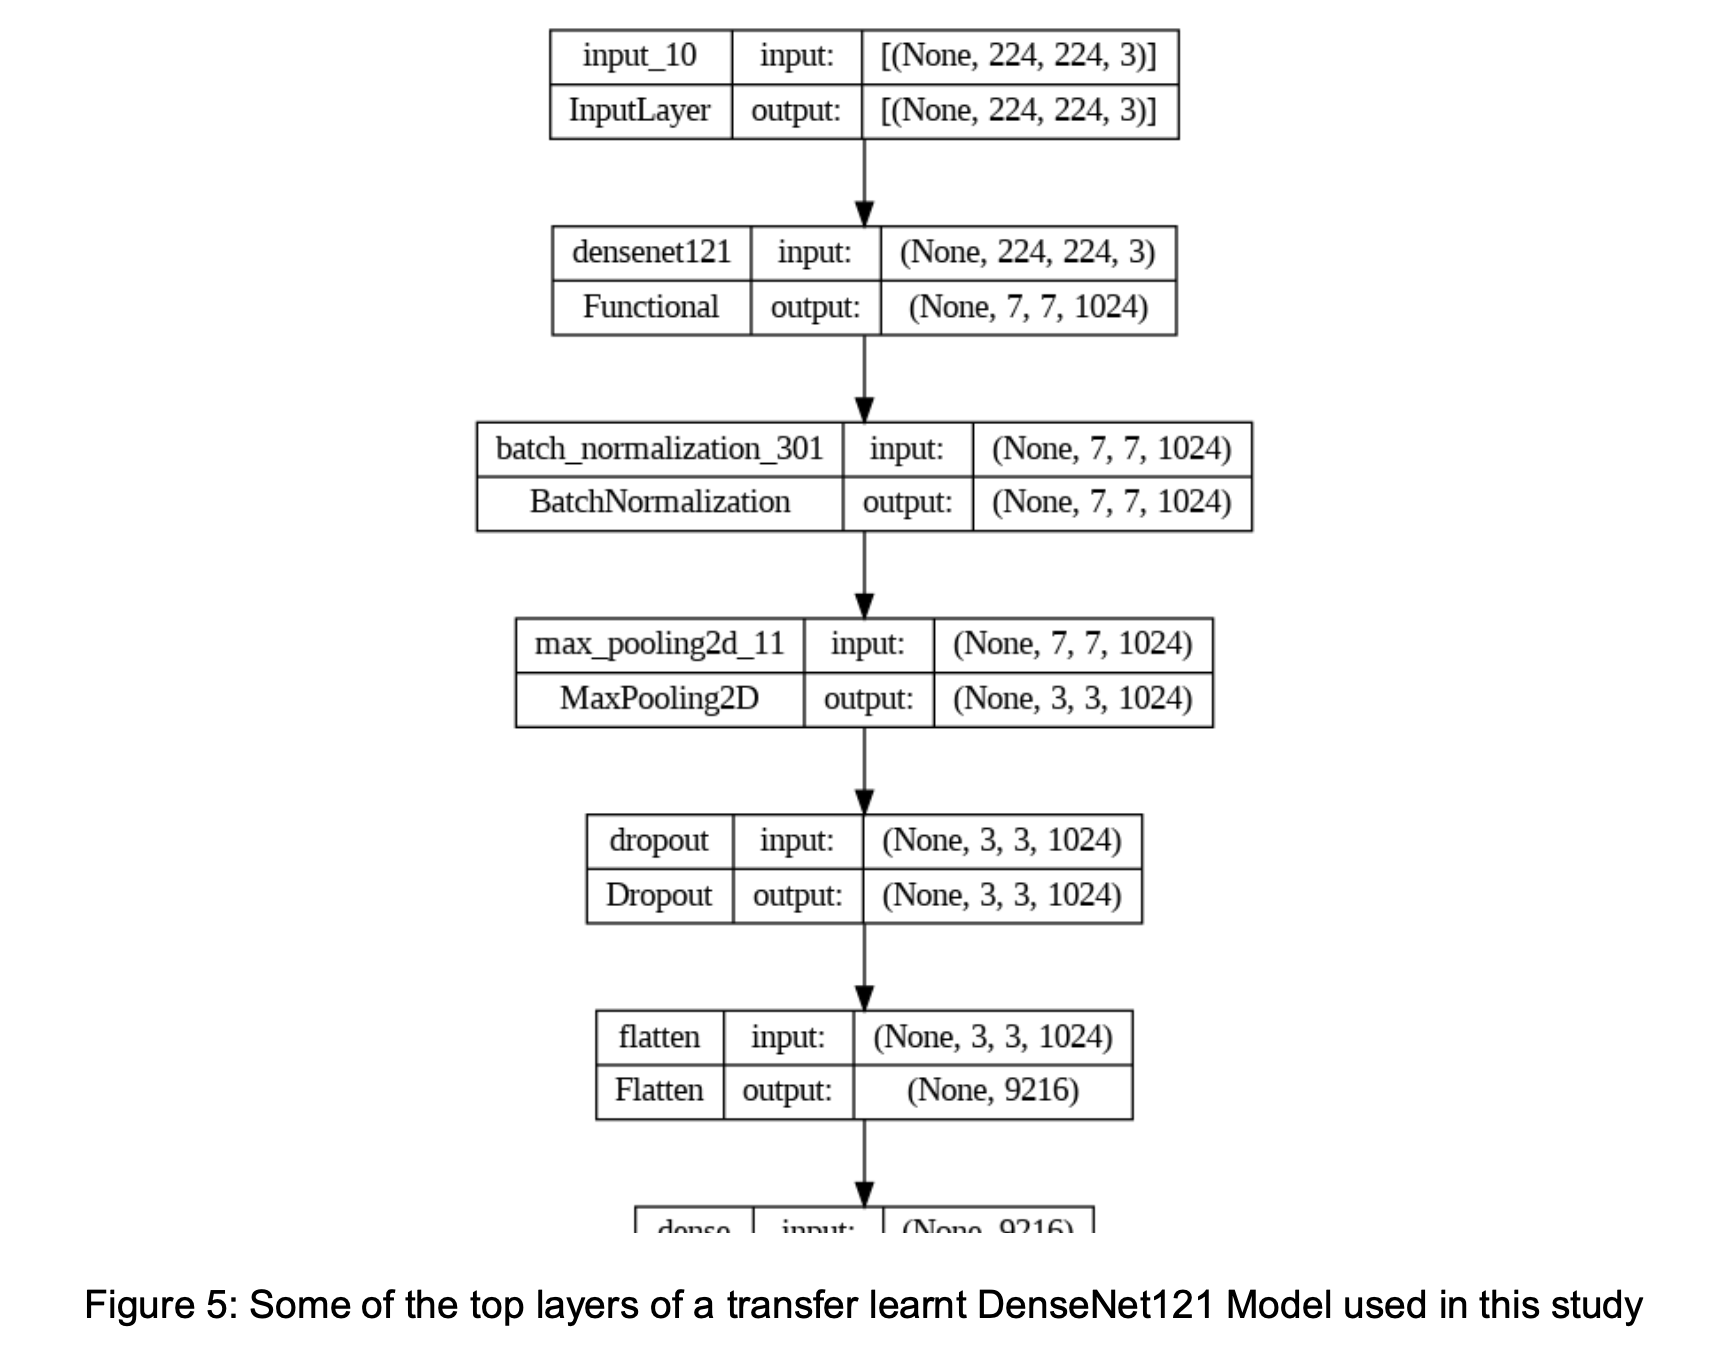 input_10 input: [(None, 224, 224, 3)]
InputLayer output: [(None, 224, 224, 3)]
densenet121 input: (None, 224, 224, 3)
Functional output: (None, 7, 7, 1024)
batch_normalization_301 input: (None, 7, 7, 1024)
BatchNormalization output: (None, 7, 7, 1024)
max_pooling2d_11 input: (None, 7, 7, 1024)
MaxPooling2D output: (None, 3, 3, 1024)
dropout input: (None, 3, 3, 1024)
Dropout output: (None, 3, 3, 1024)
flatten input: (None, 3, 3, 1024)
Flatten output: (None, 9216)
dense input: (None, 9216)
Figure 5: Some of the top layers of a transfer learnt DenseNet121 Model used in this study